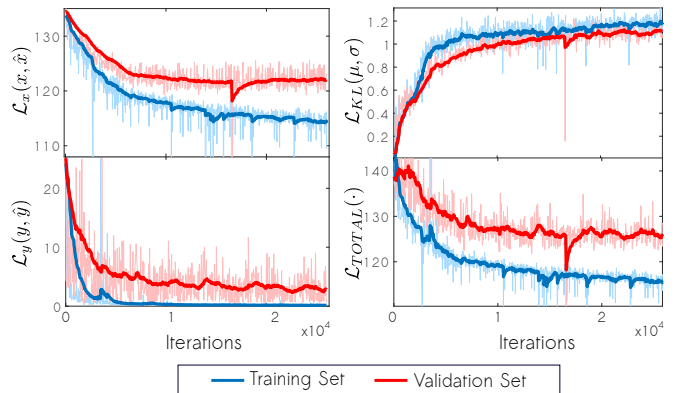 ℒx(x, x̂)
130
120
110
ℒKL(μ, σ)
1.2
1
0.8
0.6
0.4
0.2
ℒy(y, ŷ)
20
10
0
0
1
2
x10⁴
Iterations
ℒTOTAL(·)
140
130
120
0
1
2
x10⁴
Iterations
Training Set
Validation Set